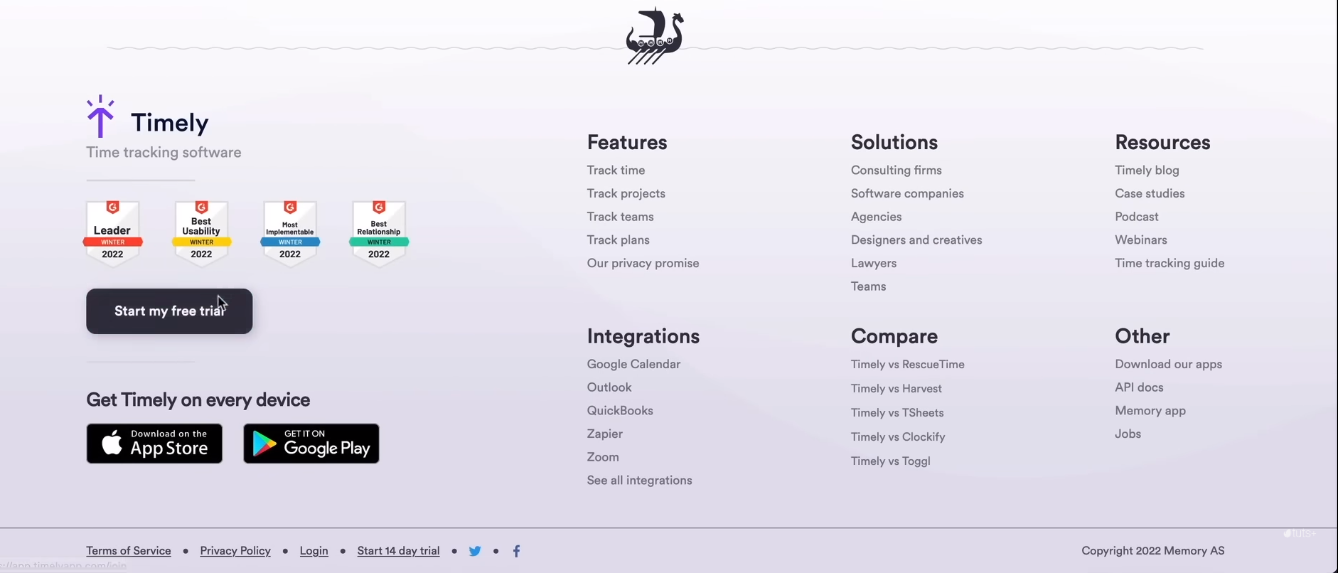 Timely
Time tracking software
Leader
WINTER
2022
Best
Usability
WINTER
2022
Most
Implementable
WINTER
2022
Best
Relationship
WINTER
2022
Start my free trial
Get Timely on every device
Download on the
App Store
GET IT ON
Google Play
Features
Track time
Track projects
Track teams
Track plans
Our privacy promise
Solutions
Consulting firms
Software companies
Agencies
Designers and creatives
Lawyers
Teams
Resources
Timely blog
Case studies
Podcast
Webinars
Time tracking guide
Integrations
Google Calendar
Outlook
QuickBooks
Zapier
Zoom
See all integrations
Compare
Timely vs RescueTime
Timely vs Harvest
Timely vs TSheets
Timely vs Clockify
Timely vs Toggl
Other
Download our apps
API docs
Memory app
Jobs
Terms of Service • Privacy Policy • Login • Start 14 day trial • •
Copyright 2022 Memory AS
tuts+